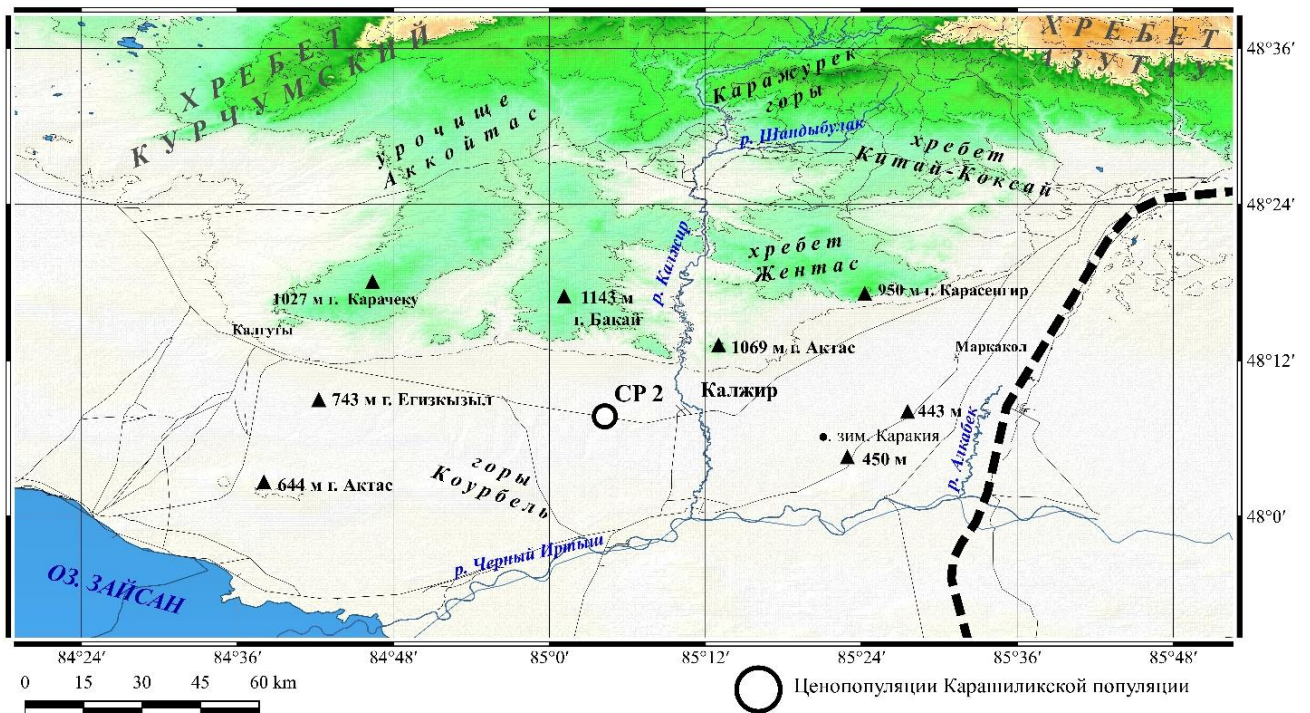 ХРЕБЕТ
КУРЧУМСКИЙ
ХРЕБЕТ
АЗУТАУ
48°36'
Каражурек
горы
урочище
Аккойтас
р. Шандыбулак
хребет
Китай-Коксай
48°24'
р. Калжир
хребет
Жентас
1027 м г. Карачеку
1143 м
г. Бакай
950 м г. Карасенгир
Калгуты
1069 м г. Актас
Маркакол
48°12'
743 м г. Егизкызыл
СР 2
Калжир
443 м
зим. Каракия
450 м
р. Алкабек
644 м г. Актас
горы
Коурбель
48°0'
р. Черный Иртыш
ОЗ. ЗАЙСАН
84°24' 84°36' 84°48' 85°0' 85°12' 85°24' 85°36' 85°48'
0 15 30 45 60 km
Ценопопуляции Карашиликской популяции